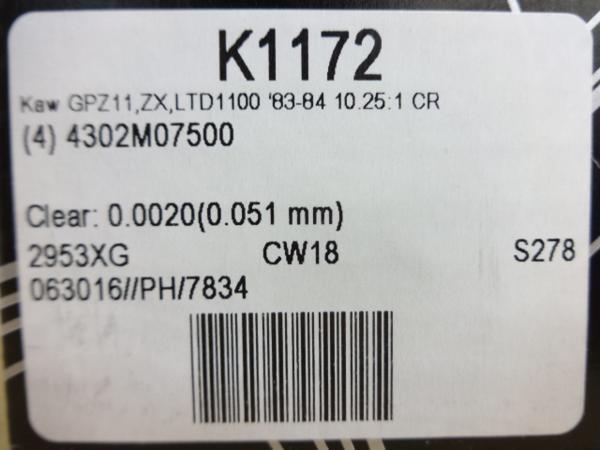 K1172
Kaw GPZ11,ZX,LTD1100 '83-84 10.25:1 CR
(4) 4302M07500
Clear: 0.0020(0.051 mm)
2953XG CW18 S278
063016//PH/7834